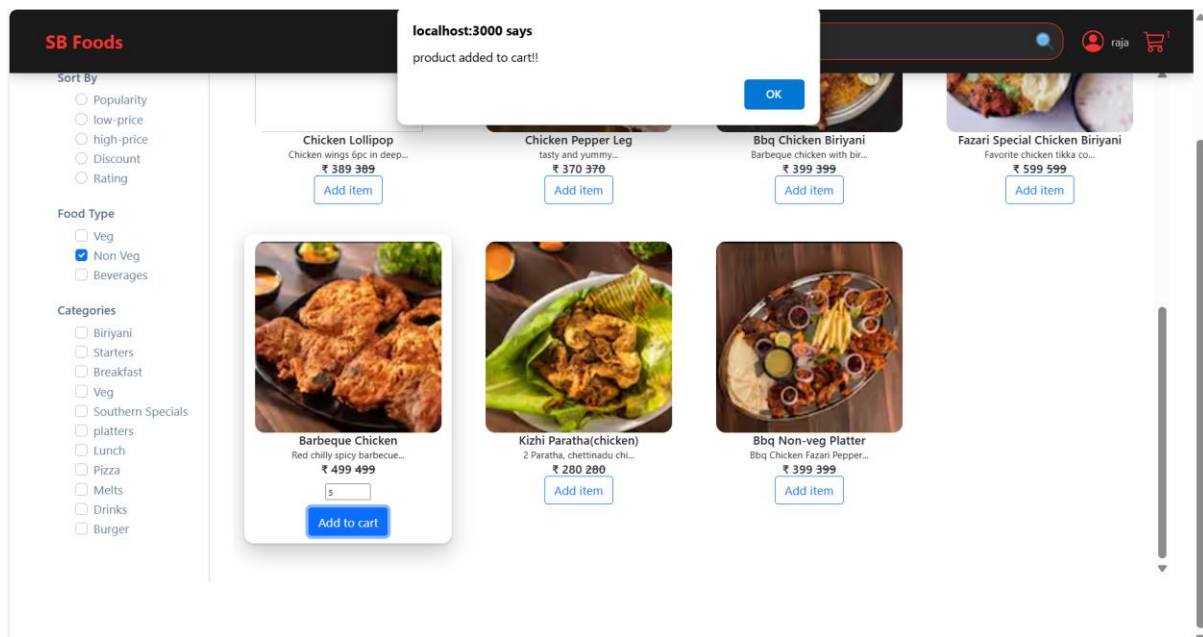 localhost:3000 says
product added to cart!!
OK
SB Foods
raja
1
Sort By
Popularity
low-price
high-price
Discount
Rating
Food Type
Veg
Non Veg
Beverages
Categories
Biriyani
Starters
Breakfast
Veg
Southern Specials
platters
Lunch
Pizza
Melts
Drinks
Burger
Chicken Lollipop
Chicken wings 6pc in deep...
₹ 389 389
Add item
Chicken Pepper Leg
tasty and yummy...
₹ 370 370
Add item
Bbq Chicken Biriyani
Barbeque chicken with bir...
₹ 399 399
Add item
Fazari Special Chicken Biriyani
Favorite chicken tikka co...
₹ 599 599
Add item
Barbeque Chicken
Red chilly spicy barbecue...
₹ 499 499
5
Add to cart
Kizhi Paratha(chicken)
2 Paratha, chettinadu chi...
₹ 280 280
Add item
Bbq Non-veg Platter
Bbq Chicken Fazari Pepper...
₹ 399 399
Add item